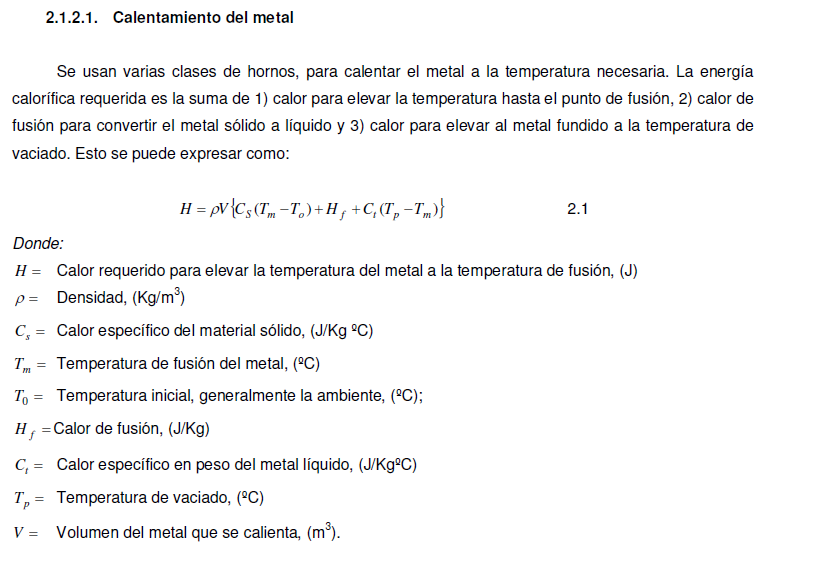 2.1.2.1. Calentamiento del metal
Se usan varias clases de hornos, para calentar el metal a la temperatura necesaria. La energía
calorífica requerida es la suma de 1) calor para elevar la temperatura hasta el punto de fusión, 2) calor de
fusión para convertir el metal sólido a líquido y 3) calor para elevar al metal fundido a la temperatura de
vaciado. Esto se puede expresar como:
H = ρV{C_S(T_m − T_o) + H_f + C_t(T_p − T_m)} 2.1
Donde:
H = Calor requerido para elevar la temperatura del metal a la temperatura de fusión, (J)
ρ = Densidad, (Kg/m³)
C_s = Calor específico del material sólido, (J/Kg ºC)
T_m = Temperatura de fusión del metal, (ºC)
T_0 = Temperatura inicial, generalmente la ambiente, (ºC);
H_f = Calor de fusión, (J/Kg)
C_t = Calor específico en peso del metal líquido, (J/KgºC)
T_p = Temperatura de vaciado, (ºC)
V = Volumen del metal que se calienta, (m³).